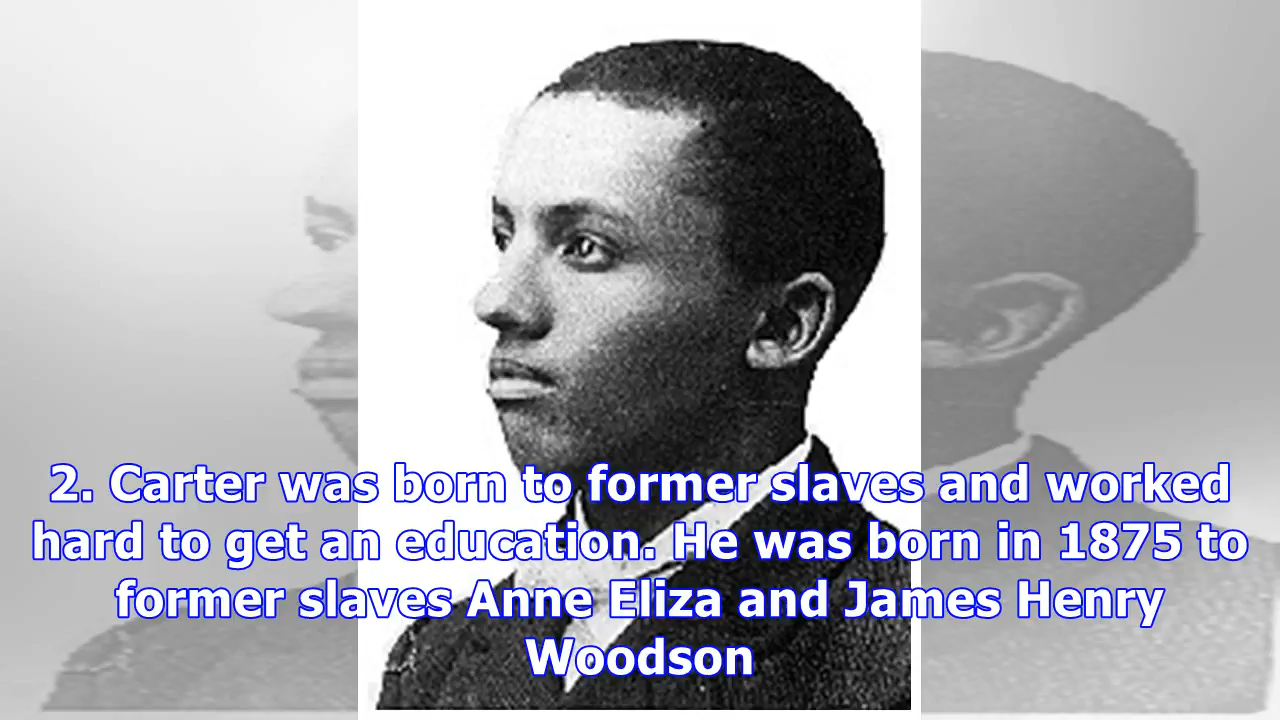 2. Carter was born to former slaves and worked
hard to get an education. He was born in 1875 to
former slaves Anne Eliza and James Henry
Woodson